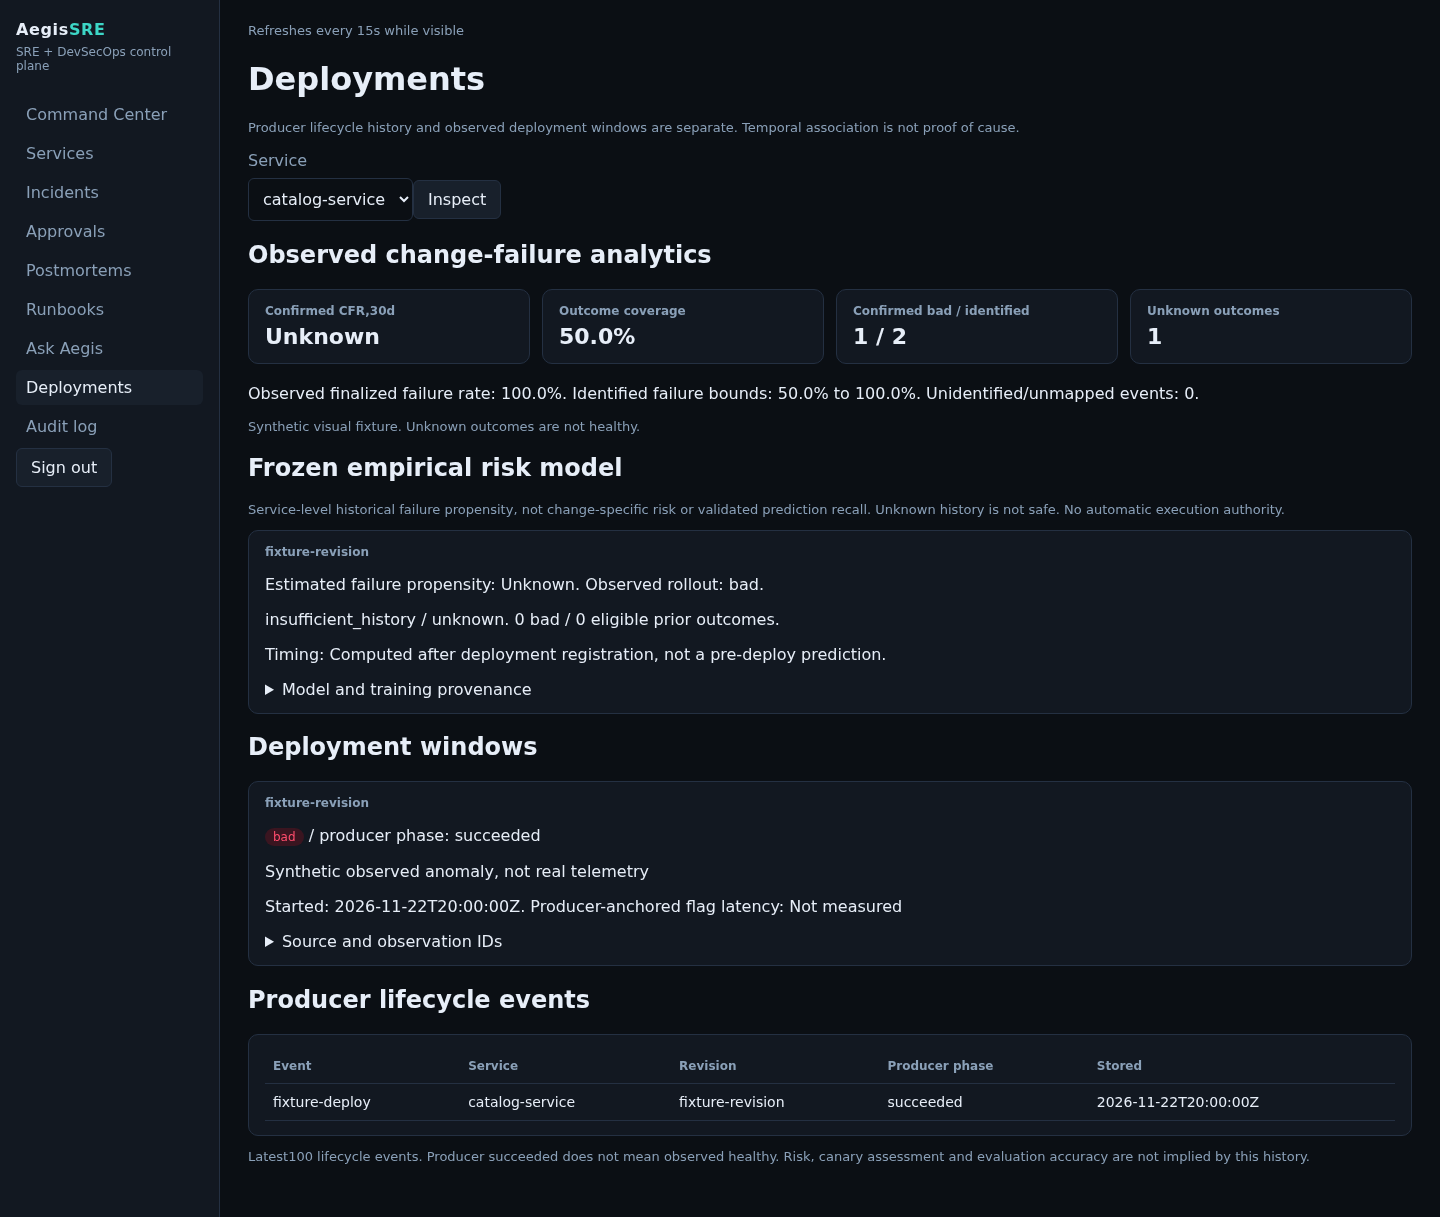 AegisSRE
SRE + DevSecOps control
plane
Command Center
Services
Incidents
Approvals
Postmortems
Runbooks
Ask Aegis
Deployments
Audit log
Sign out
Refreshes every 15s while visible
Deployments
Producer lifecycle history and observed deployment windows are separate. Temporal association is not proof of cause.
Service
catalog-service
Inspect
Observed change-failure analytics
Confirmed CFR,30d
Unknown
Outcome coverage
50.0%
Confirmed bad / identified
1 / 2
Unknown outcomes
1
Observed finalized failure rate: 100.0%. Identified failure bounds: 50.0% to 100.0%. Unidentified/unmapped events: 0.
Synthetic visual fixture. Unknown outcomes are not healthy.
Frozen empirical risk model
Service-level historical failure propensity, not change-specific risk or validated prediction recall. Unknown history is not safe. No automatic execution authority.
fixture-revision
Estimated failure propensity: Unknown. Observed rollout: bad.
insufficient_history / unknown. 0 bad / 0 eligible prior outcomes.
Timing: Computed after deployment registration, not a pre-deploy prediction.
Model and training provenance
Deployment windows
fixture-revision
bad / producer phase: succeeded
Synthetic observed anomaly, not real telemetry
Started: 2026-11-22T20:00:00Z. Producer-anchored flag latency: Not measured
Source and observation IDs
Producer lifecycle events
Event Service Revision Producer phase Stored
fixture-deploy catalog-service fixture-revision succeeded 2026-11-22T20:00:00Z
Latest100 lifecycle events. Producer succeeded does not mean observed healthy. Risk, canary assessment and evaluation accuracy are not implied by this history.